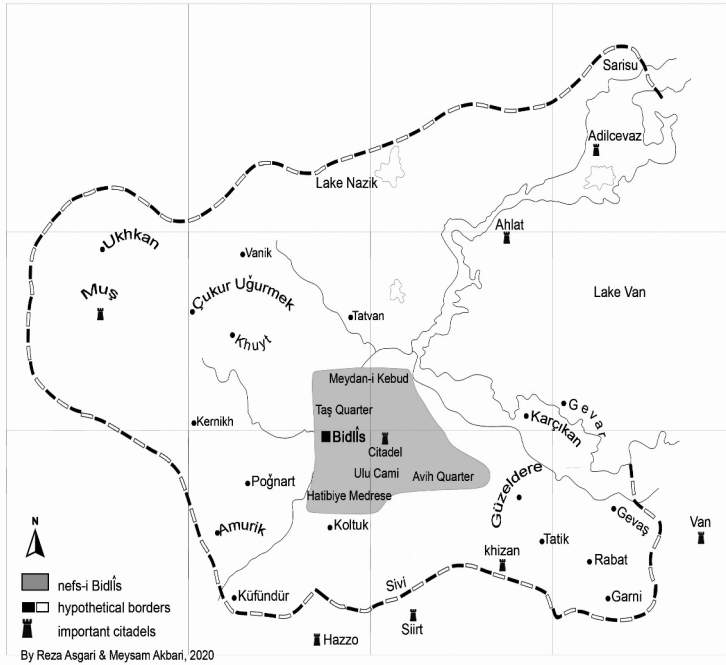 Sarisu
Adilcevaz
Lake Nazik
Ahlat
Ukhkan
Vanik
Muş
Çukur Uğurmek
Lake Van
Tatvan
Khuyt
Meydan-i Kebud
Taş Quarter
Gevar
Karçıkan
Kernikh
Bidlîs
Citadel
Ulu Cami
Avih Quarter
Poğnart
Hatibiye Medrese
Güzeldere
Amurik
Koltuk
Gevaş
Van
N
Tatik
khizan
Rabat
nefs-i Bidlîs
Sivi
Küfündür
Garni
hypothetical borders
Siirt
important citadels
Hazzo
By Reza Asgari & Meysam Akbari, 2020